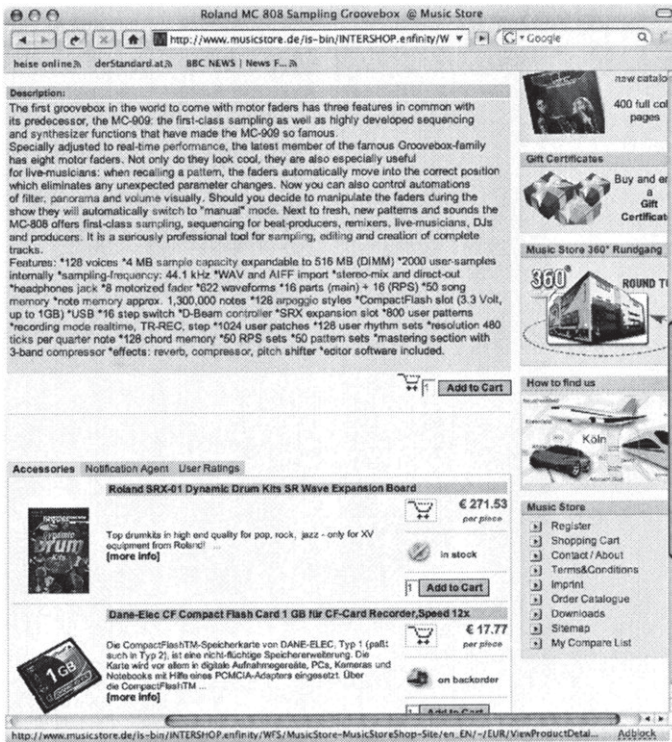 Roland MC 808 Sampling Groovebox @ Music Store
http://www.musicstore.de/is-bin/INTERSHOP.enfinity/W
Google
heise online derStandard.at BBC NEWS | News F...
Description:
The first groovebox in the world to come with motor faders has three features in common with
its predecessor, the MC-909: the first-class sampling as well as highly developed sequencing
and synthesizer functions that have made the MC-909 so famous.
Specially adjusted to real-time performance, the latest member of the famous Groovebox-family
has eight motor faders. Not only do they look cool, they are also especially useful
for live-musicians: when recalling a pattern, the faders automatically move into the correct position
which eliminates any unexpected parameter changes. Now you can also control automations
of filter, panorama and volume visually. Should you decide to manipulate the faders during the
show they will automatically switch to "manual" mode. Next to fresh, new patterns and sounds the
MC-808 offers first-class sampling, sequencing for beat-producers, remixers, live-musicians, DJs
and producers. It is a seriously professional tool for sampling, editing and creation of complete
tracks.
Features: *128 voices *4 MB sample capacity expandable to 516 MB (DIMM) *2000 user-samples
internally *sampling-frequency: 44.1 kHz *WAV and AIFF import *stereo-mix and direct-out
*headphones jack *8 motorized fader *622 waveforms *16 parts (main) + 16 (RPS) *50 song
memory *note memory approx. 1,300,000 notes *128 arpoggio styles *CompactFlash slot (3.3 Volt,
up to 1GB) *USB *16 step switch *D-Beam controller *SRX expansion slot *800 user patterns
*recording mode realtime, TR-REC, step *1024 user patches *128 user rhythm sets *resolution 480
ticks per quarter note *128 chord memory *50 RPS sets *50 pattern sets *mastering section with
3-band compressor *effects: reverb, compressor, pitch shifter *editor software included.
1 Add to Cart
Accessories Notification Agent User Ratings
Roland SRX-01 Dynamic Drum Kits SR Wave Expansion Board
€ 271.53
per piece
Top drumkits in high end quality for pop, rock, jazz - only for XV
equipment from Roland! ...
[more info]
in stock
1 Add to Cart
Dane-Elec CF Compact Flash Card 1 GB für CF-Card Recorder,Speed 12x
€ 17.77
per piece
1 GB
Die CompactFlashTM-Speicherkarte von DANE-ELEC, Typ 1 (paßt
auch in Typ 2), ist eine nicht-flüchtige Speichererweiterung. Die
Karte wird vor allem in digitale Aufnahmegereäte, PCs, Kameras und
Notebooks mit Hilfe eines PCMCIA-Adapters eingesetzt. Über
die CompactFlashTM ...
[more info]
on backorder
1 Add to Cart
new catalo
400 full col
pages
Gift Certificates
Buy and en
a
Gift
Certificat
Music Store 360° Rundgang
360°
ROUND T
How to find us
Köln
Music Store
Register
Shopping Cart
Contact / About
Terms&Conditions
Imprint
Order Catalogue
Downloads
Sitemap
My Compare List
http://www.musicstore.de/is-bin/INTERSHOP.enfinity/WFS/MusicStore-MusicStoreShop-Site/en_EN/-/EUR/ViewProductDetail... Adblock